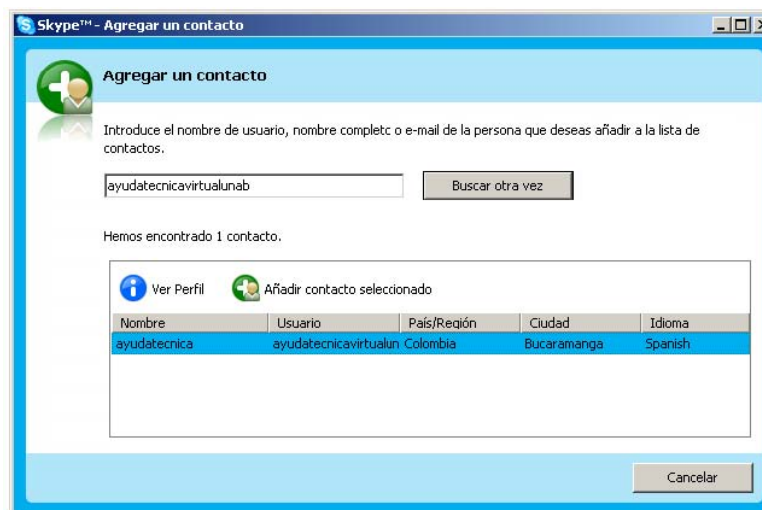 Skype™ - Agregar un contacto
Agregar un contacto
Introduce el nombre de usuario, nombre completc o e-mail de la persona que deseas añadir a la lista de
contactos.
ayudatecnicavirtualunab
Buscar otra vez
Hemos encontrado 1 contacto.
Ver Perfil Añadir contacto seleccionado
Nombre Usuario País/Región Ciudad Idioma
ayudatecnica ayudatecnicavirtualun Colombia Bucaramanga Spanish
Cancelar